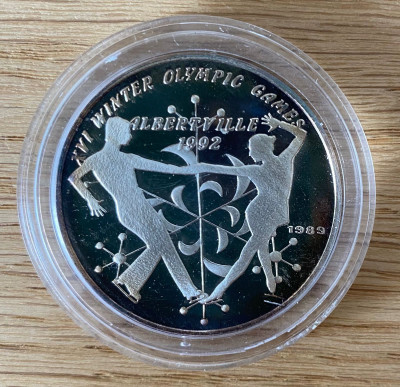 XVI WINTER OLYMPIC GAMES
ALBERTVILLE
1992
1989